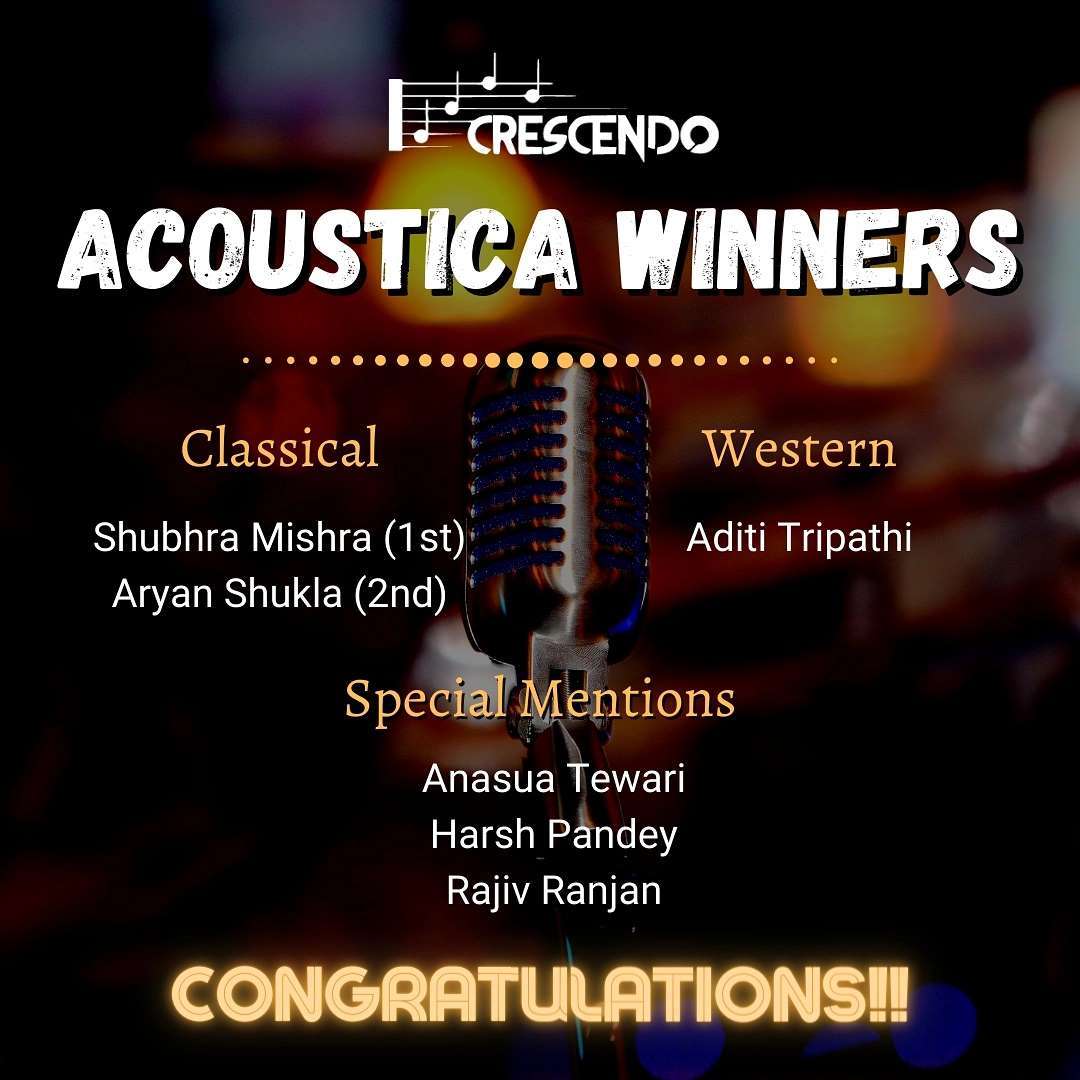 CRESCENDO
ACOUSTICA WINNERS
Classical
Shubhra Mishra (1st)
Aryan Shukla (2nd)
Western
Aditi Tripathi
Special Mentions
Anasua Tewari
Harsh Pandey
Rajiv Ranjan
CONGRATULATIONS!!!